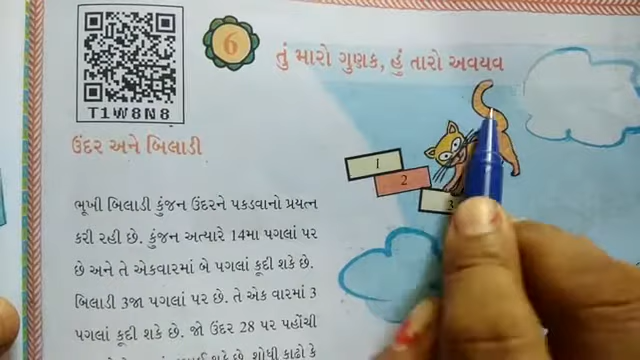 T1W8N8
6
તું મારો ગુણક, હું તારો અવયવ
ઉંદર અને બિલાડી
1
2
3
ભૂખી બિલાડી કુંજન ઉંદરને પકડવાનો પ્રયત્ન
કરી રહી છે. કુંજન અત્યારે 14મા પગલાં પર
છે અને તે એકવારમાં બે પગલાં કૂદી શકે છે.
બિલાડી 3જા પગલાં પર છે. તે એક વારમાં 3
પગલાં કૂદી શકે છે. જો ઉંદર 28 પર પહોંચી
શકે છે. શોધી કાઢો કે